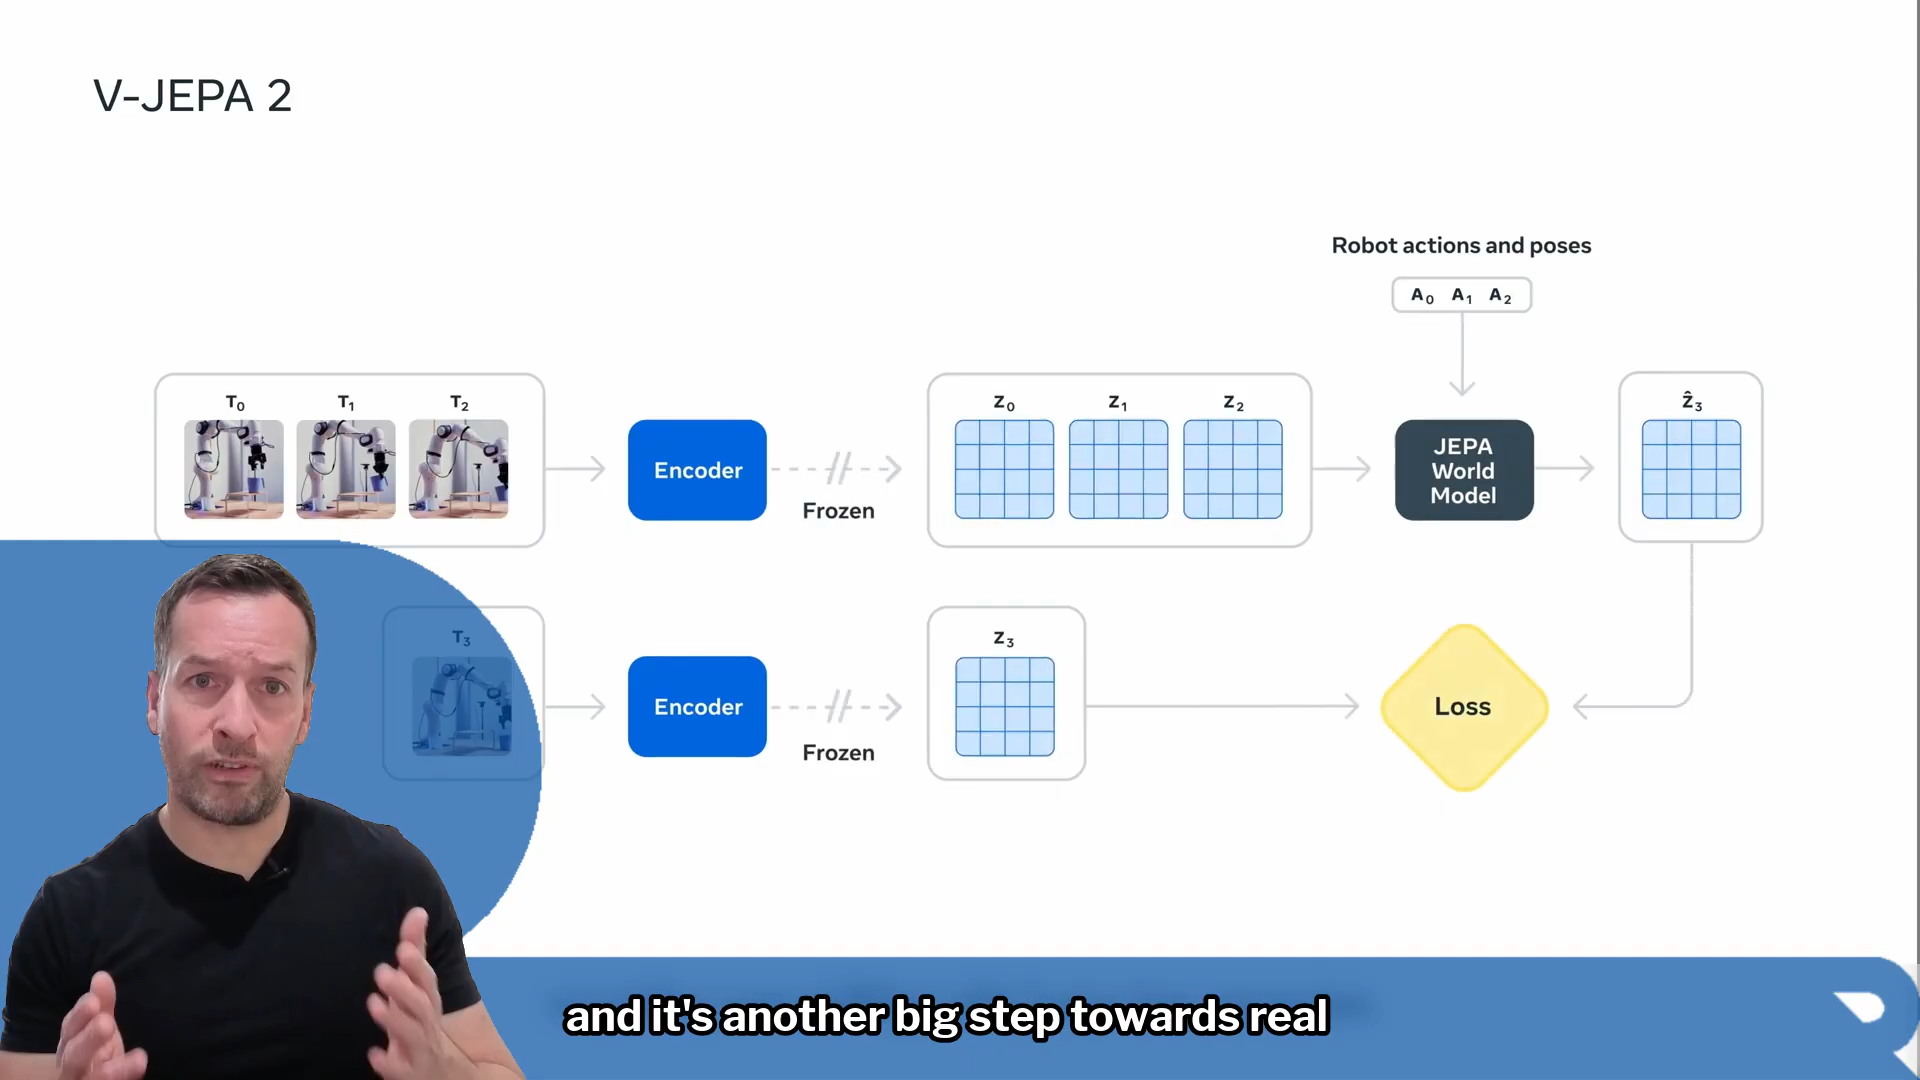 V-JEPA 2
Robot actions and poses
A₀ A₁ A₂
T₀ T₁ T₂
Encoder
Frozen
z₀ z₁ z₂
JEPA
World
Model
ẑ₃
T₃
Encoder
Frozen
z₃
Loss
and it's another big step towards real